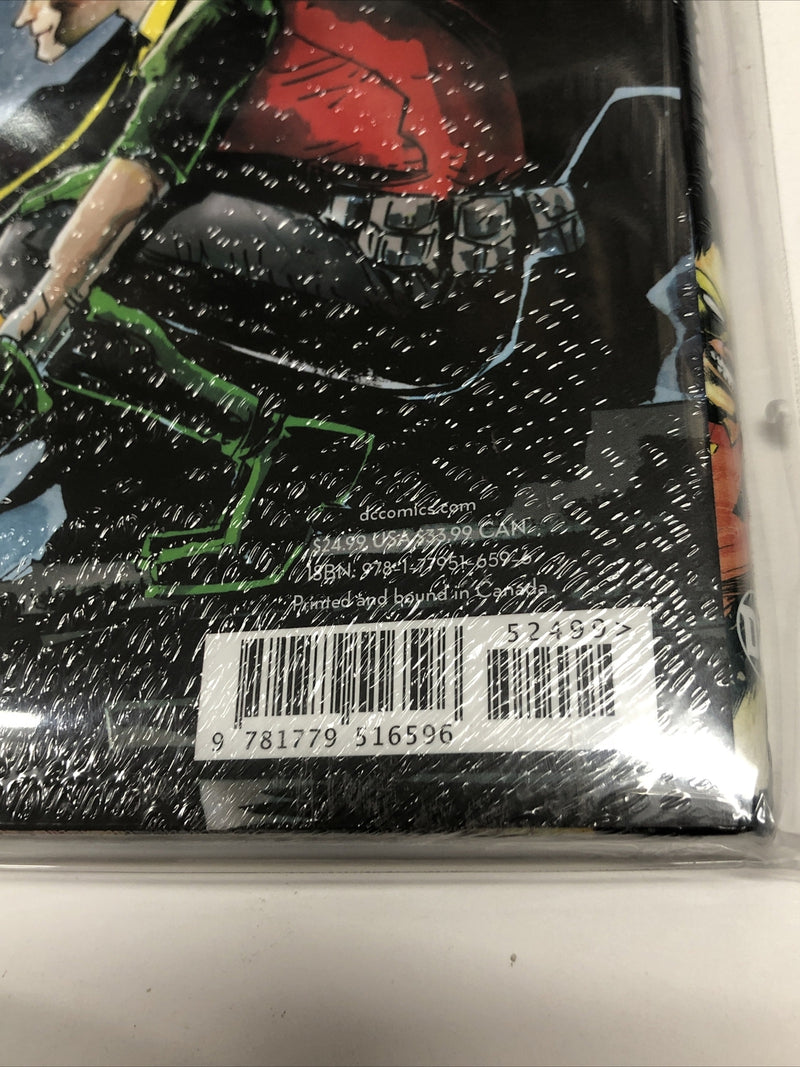 dccomics.com
$24.99 USA $33.99 CAN
ISBN: 978-1-77951-659-6
Printed and bound in Canada
52499>
9 781779 516596